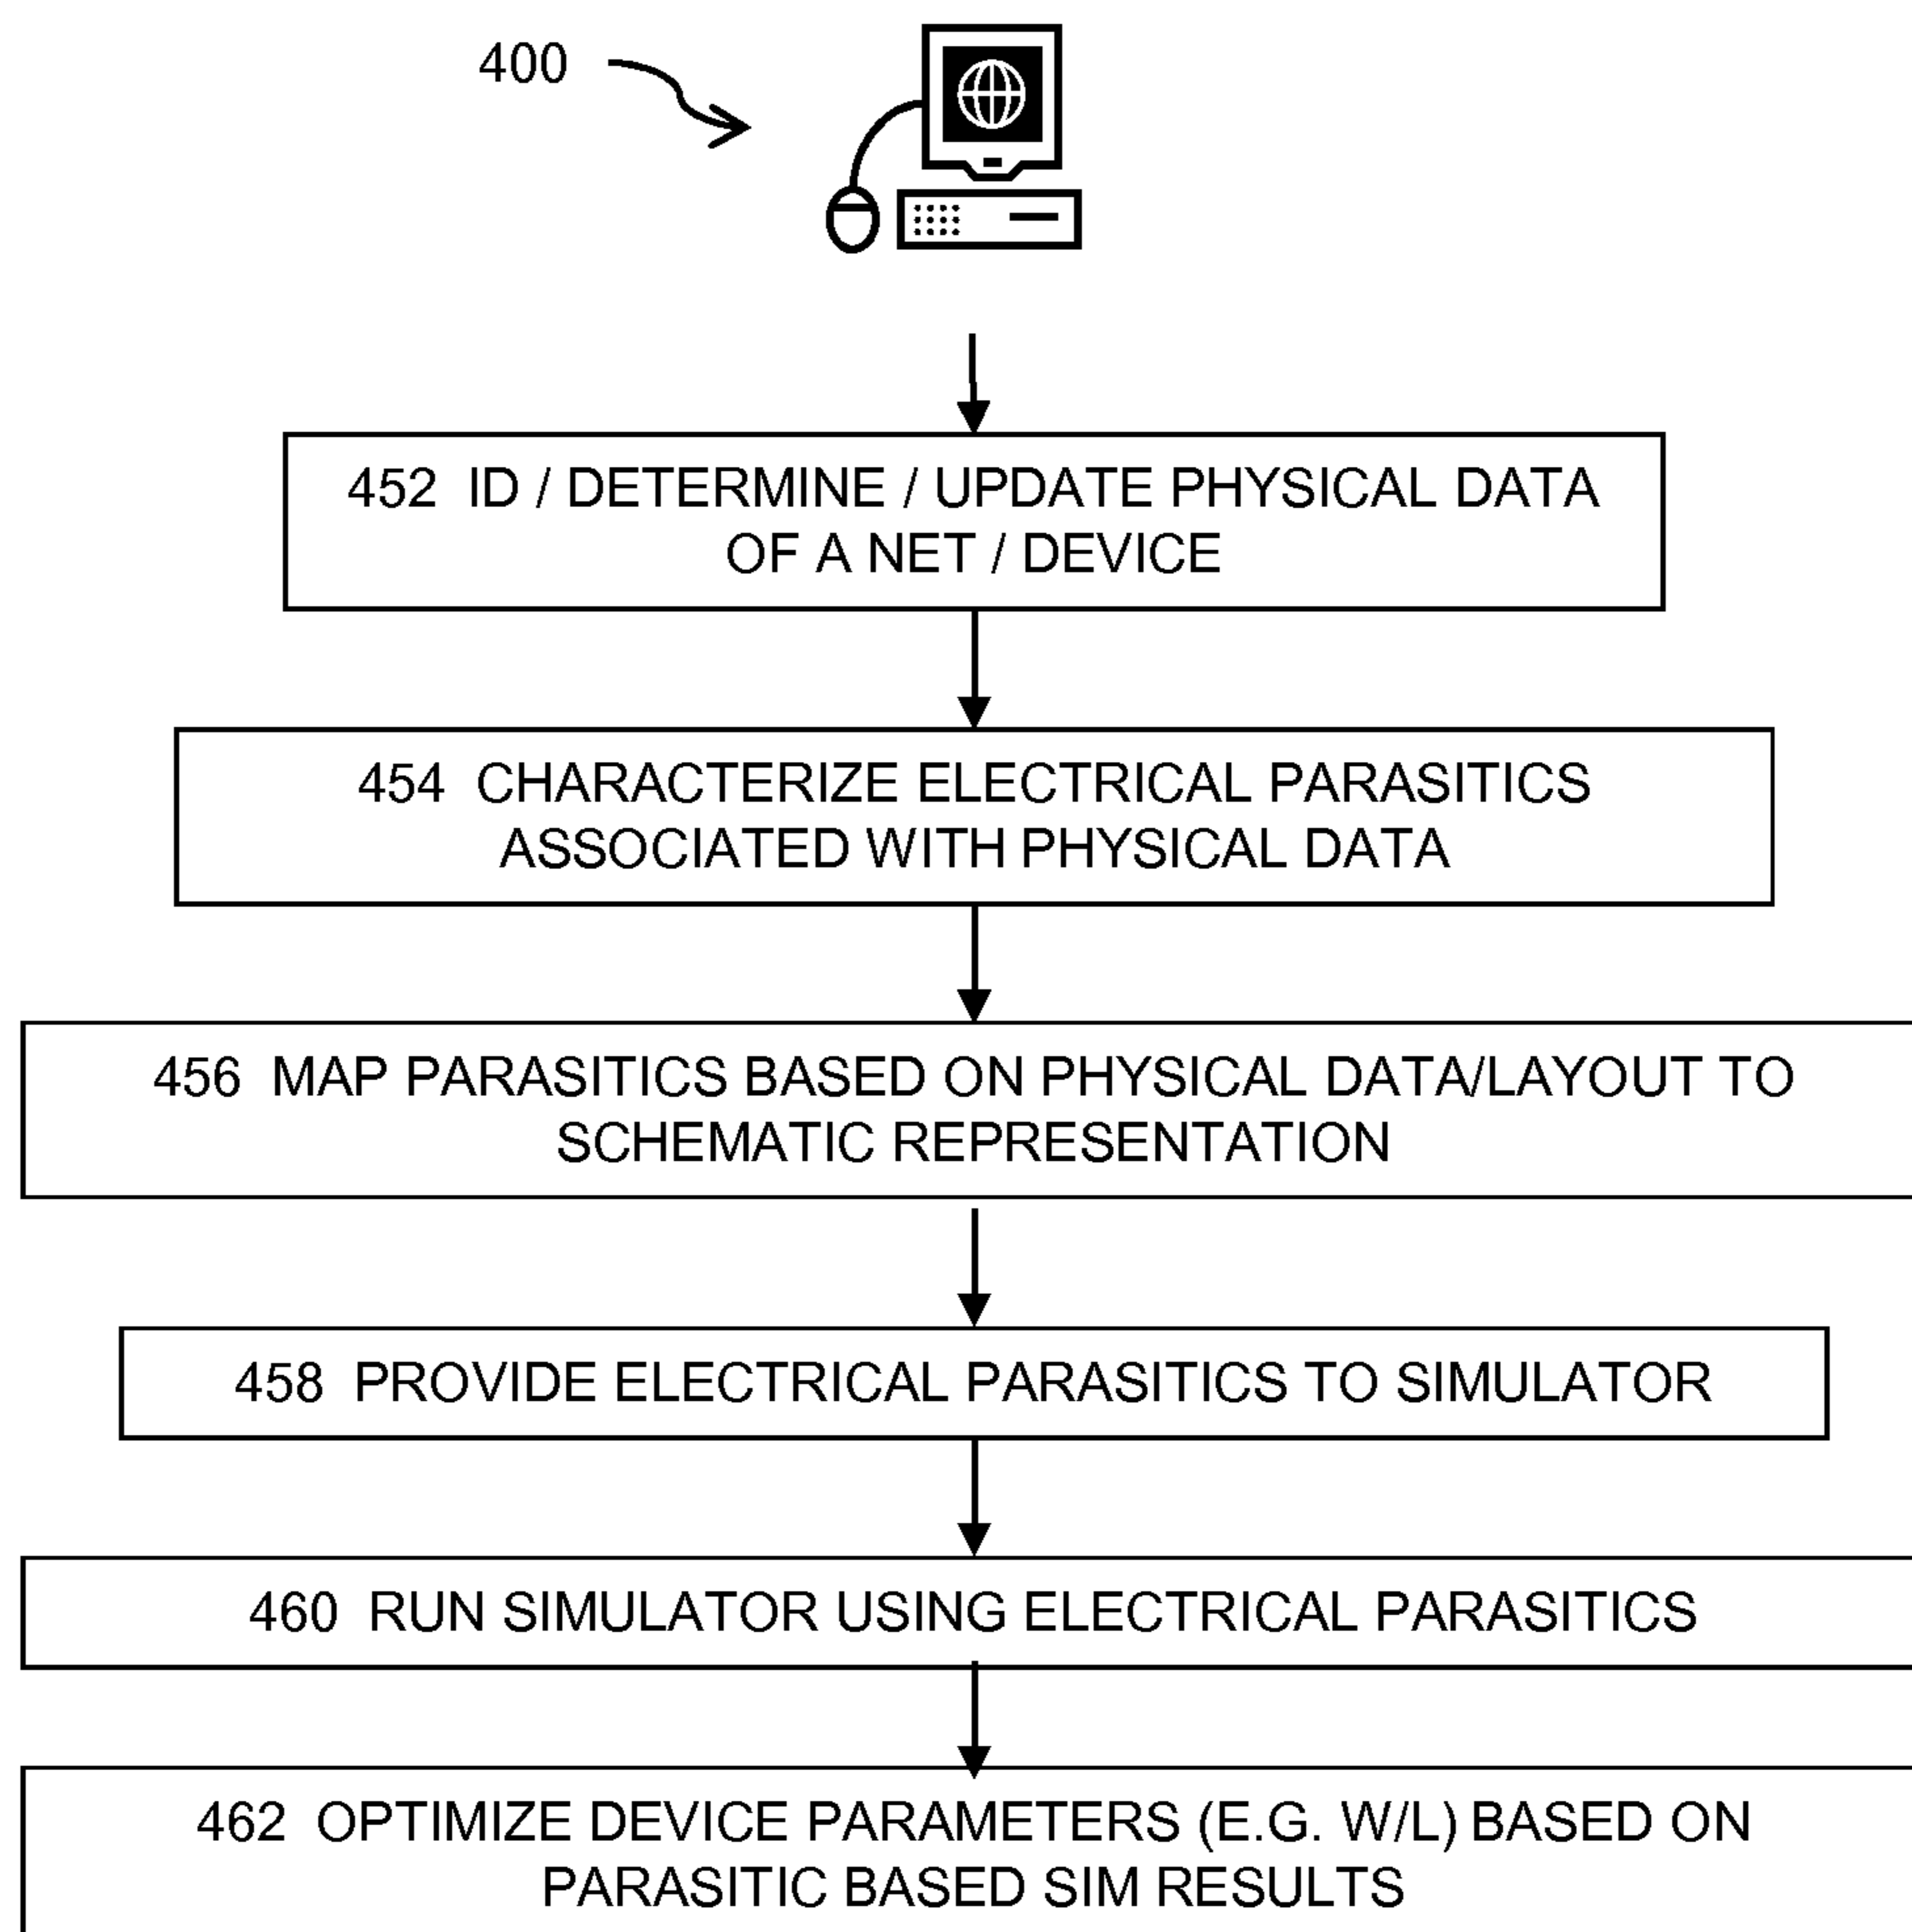 400
452 ID / DETERMINE / UPDATE PHYSICAL DATA
OF A NET / DEVICE
454 CHARACTERIZE ELECTRICAL PARASITICS
ASSOCIATED WITH PHYSICAL DATA
456 MAP PARASITICS BASED ON PHYSICAL DATA/LAYOUT TO
SCHEMATIC REPRESENTATION
458 PROVIDE ELECTRICAL PARASITICS TO SIMULATOR
460 RUN SIMULATOR USING ELECTRICAL PARASITICS
462 OPTIMIZE DEVICE PARAMETERS (E.G. W/L) BASED ON
PARASITIC BASED SIM RESULTS